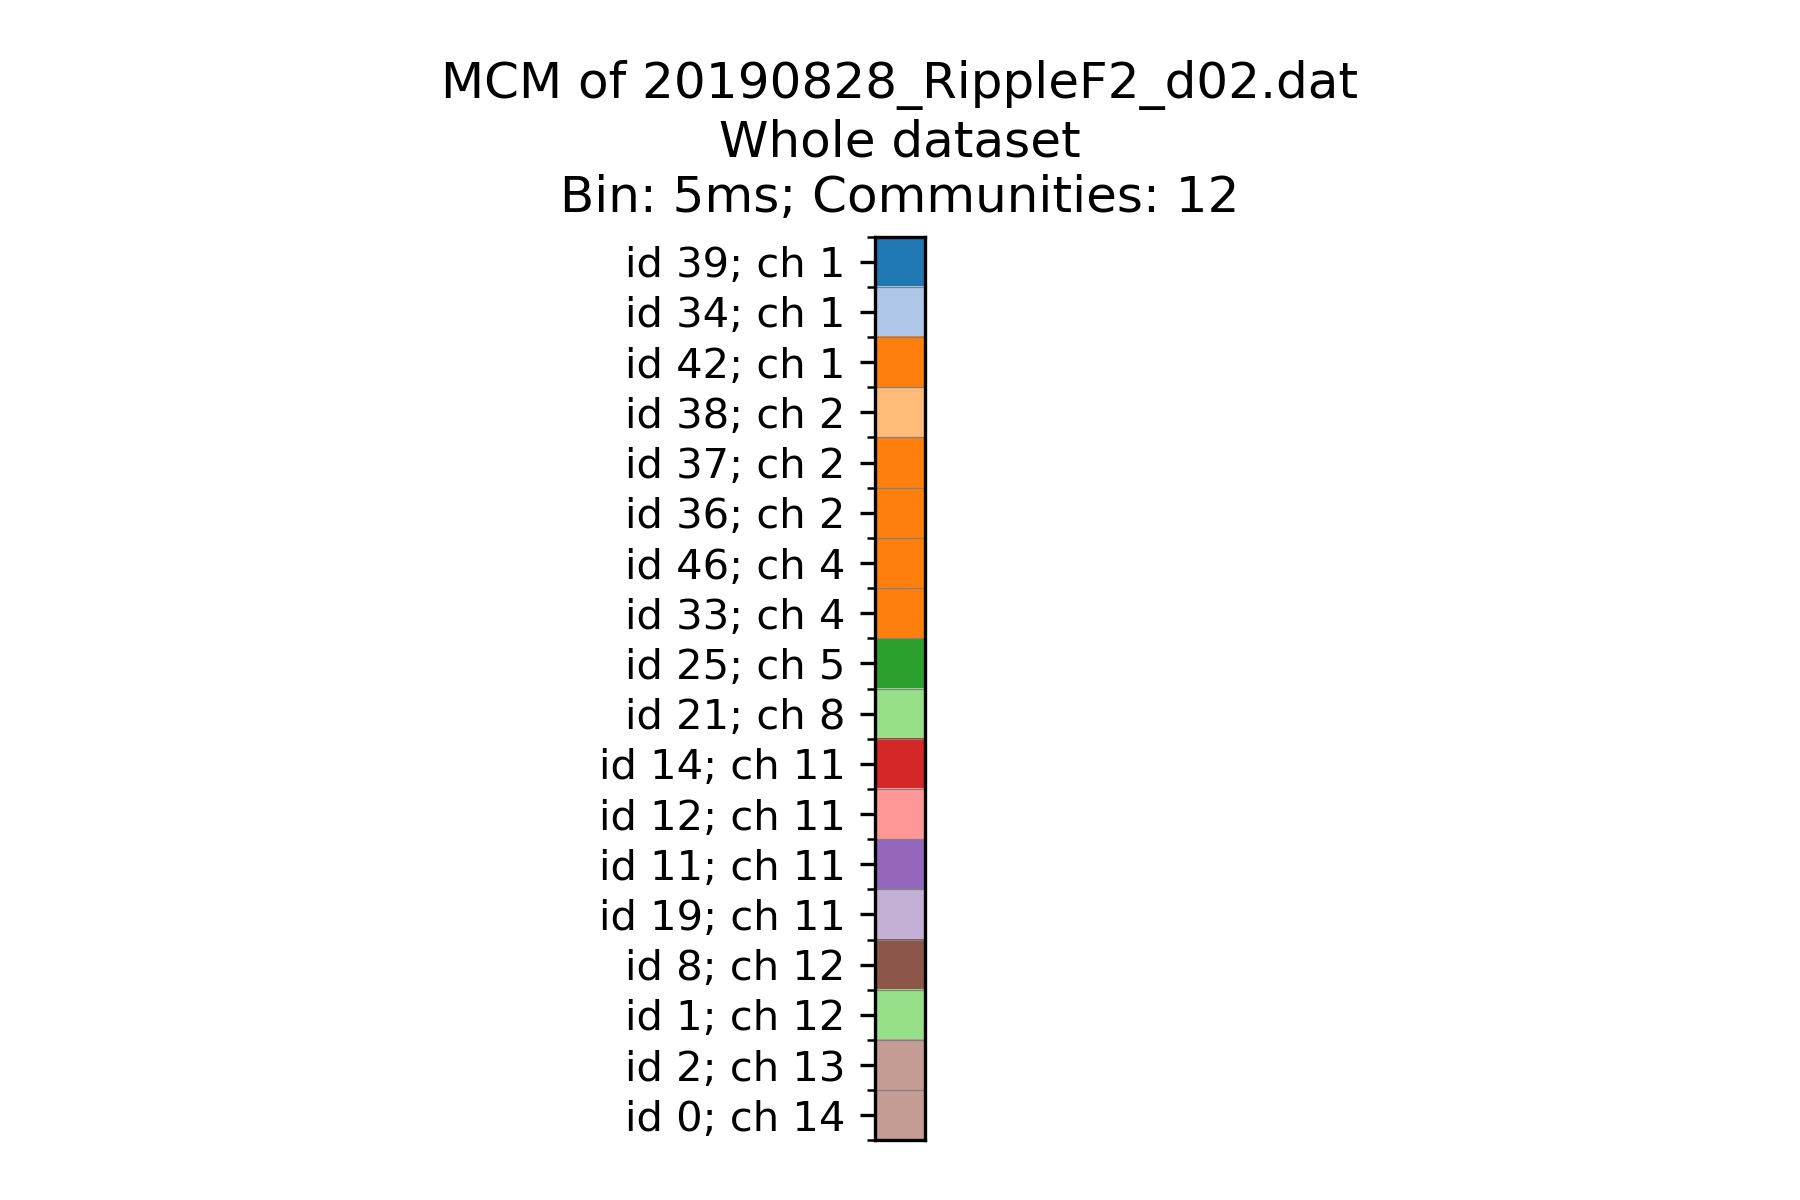 MCM of 20190828_RippleF2_d02.dat
Whole dataset
Bin: 5ms; Communities: 12
id 39; ch 1
id 34; ch 1
id 42; ch 1
id 38; ch 2
id 37; ch 2
id 36; ch 2
id 46; ch 4
id 33; ch 4
id 25; ch 5
id 21; ch 8
id 14; ch 11
id 12; ch 11
id 11; ch 11
id 19; ch 11
id 8; ch 12
id 1; ch 12
id 2; ch 13
id 0; ch 14